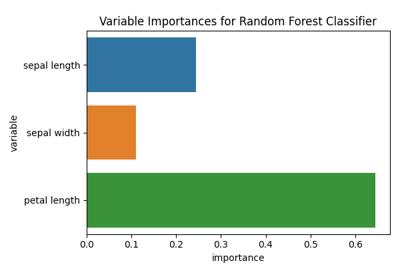 Variable Importances for Random Forest Classifier
sepal length
sepal width
petal length
variable
0.0 0.1 0.2 0.3 0.4 0.5 0.6
importance